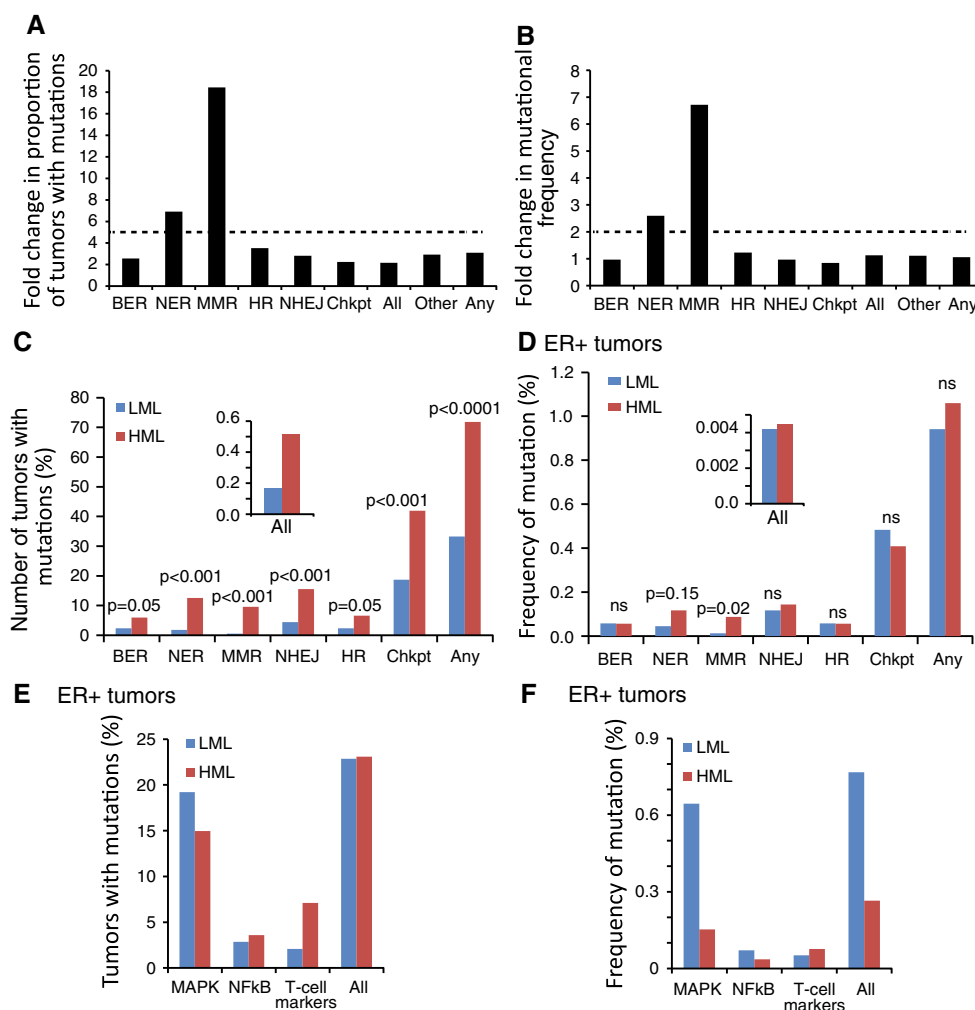 A
Fold change in proportion
of tumors with mutations
20
18
16
14
12
10
8
6
4
2
0
BER NER MMR HR NHEJ Chkpt All Other Any
B
Fold change in mutational
frequency
8
7
6
5
4
3
2
1
0
BER NER MMR HR NHEJ Chkpt All Other Any
C
Number of tumors with
mutations (%)
80
70
60
50
40
30
20
10
0
LML
HML
p<0.0001
p<0.001
p<0.001
p<0.001
p<0.001
p=0.05
p=0.05
0.6
0.4
0.2
0.0
All
BER NER MMR NHEJ HR Chkpt Any
D ER+ tumors
Frequency of mutation (%)
1.2
1.0
0.8
0.6
0.4
0.2
0.0
LML
HML
ns
ns
p=0.15
p=0.02
ns
ns
ns
0.004
0.002
0.0
All
BER NER MMR NHEJ HR Chkpt Any
E ER+ tumors
Tumors with mutations (%)
25
20
15
10
5
0
LML
HML
MAPK NFkB T-cell markers All
F ER+ tumors
Frequency of mutation (%)
0.9
0.6
0.3
0
LML
HML
MAPK NFkB T-cell markers All